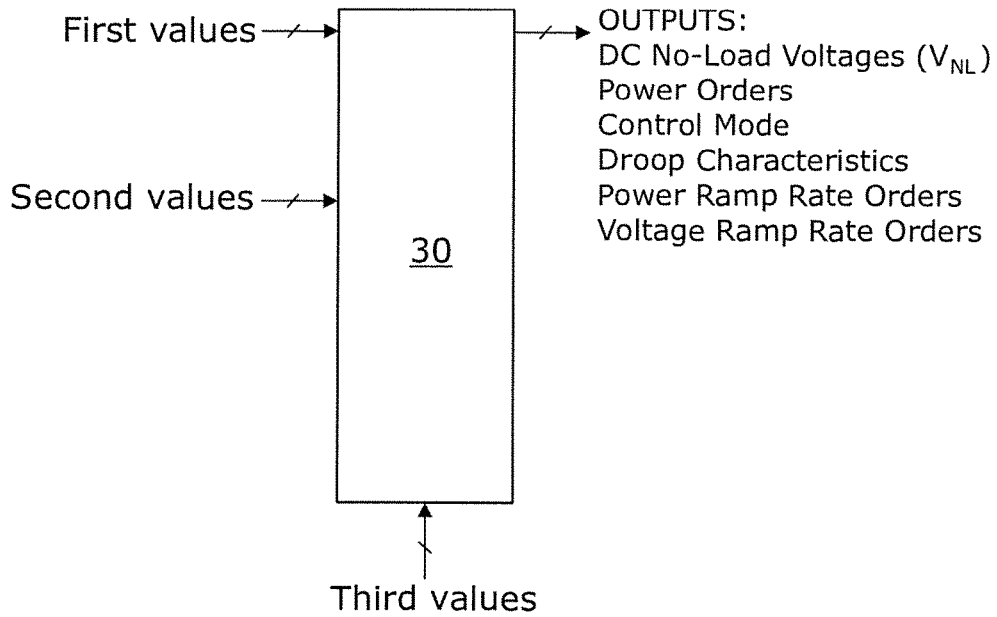 First values
OUTPUTS:
DC No-Load Voltages (V_NL)
Power Orders
Control Mode
Droop Characteristics
Power Ramp Rate Orders
Voltage Ramp Rate Orders
Second values
30
Third values